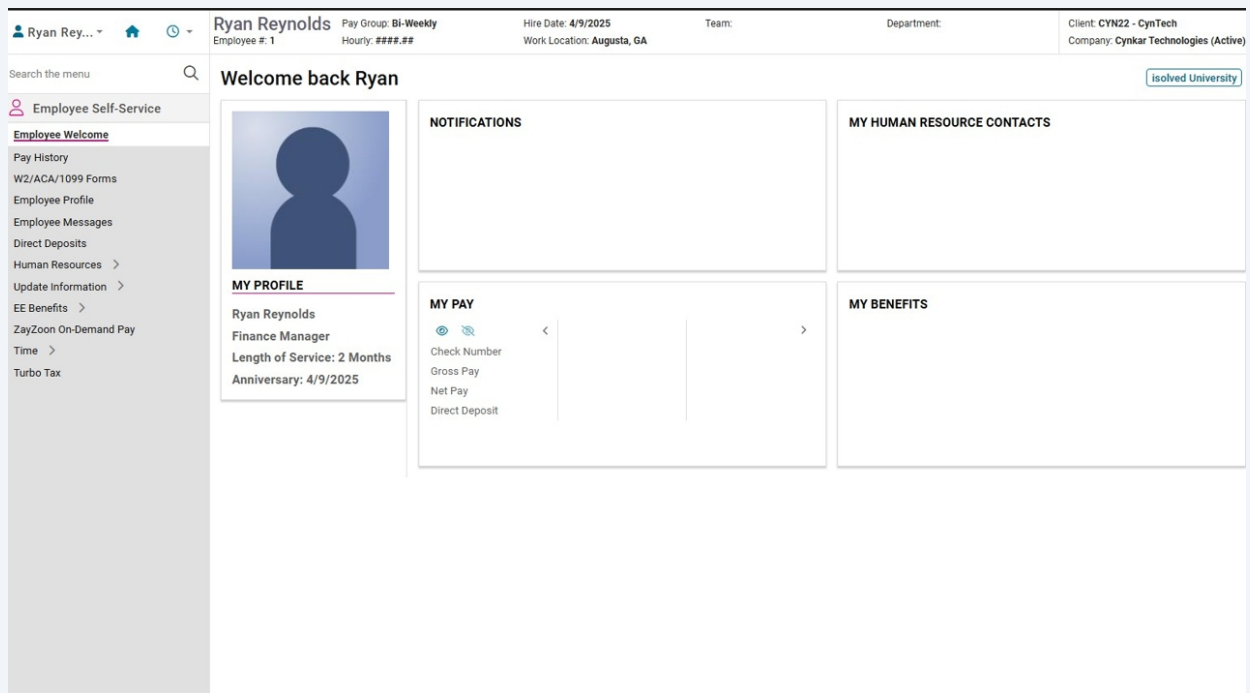 Ryan Rey...
Ryan Reynolds
Employee #: 1
Pay Group: Bi-Weekly
Hourly: ####.##
Hire Date: 4/9/2025
Work Location: Augusta, GA
Team:
Department:
Client: CYN22 - CynTech
Company: Cynkar Technologies (Active)
Search the menu
Employee Self-Service
Employee Welcome
Pay History
W2/ACA/1099 Forms
Employee Profile
Employee Messages
Direct Deposits
Human Resources
Update Information
EE Benefits
ZayZoon On-Demand Pay
Time
Turbo Tax
Welcome back Ryan
isolved University
MY PROFILE
Ryan Reynolds
Finance Manager
Length of Service: 2 Months
Anniversary: 4/9/2025
NOTIFICATIONS
MY HUMAN RESOURCE CONTACTS
MY PAY
Check Number
Gross Pay
Net Pay
Direct Deposit
MY BENEFITS